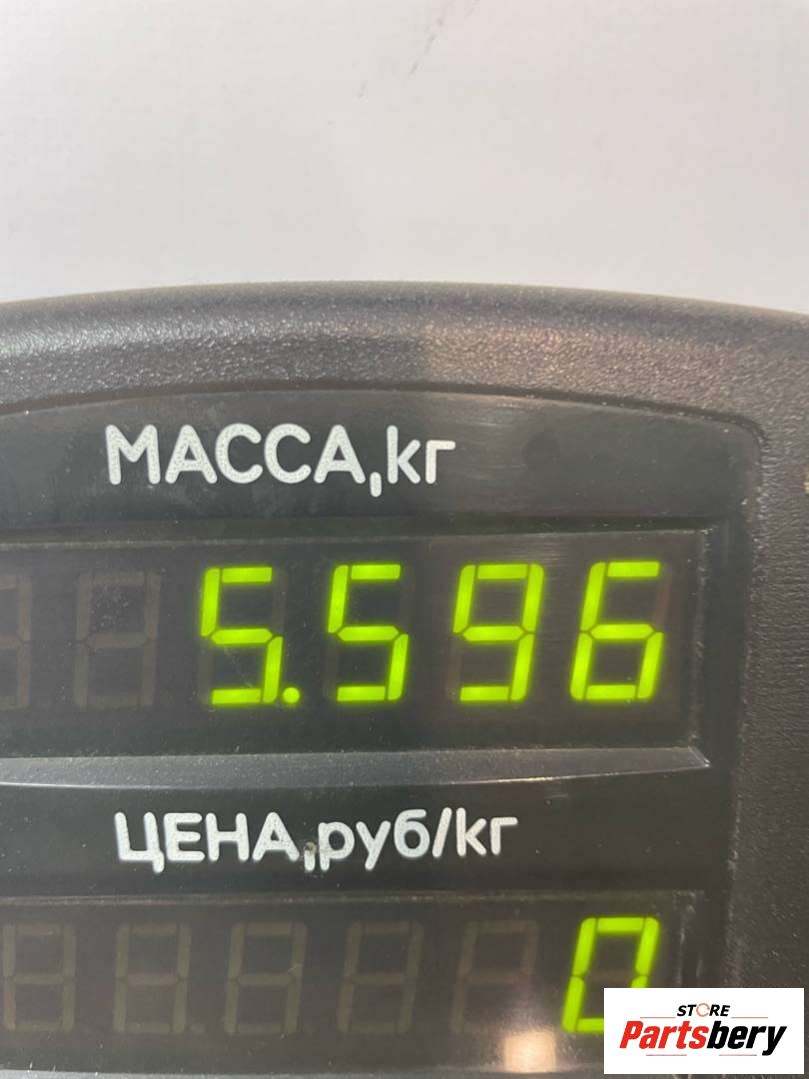 МАССА,кг
5.596
ЦЕНА,руб/кг
0
STORE
Partsbery